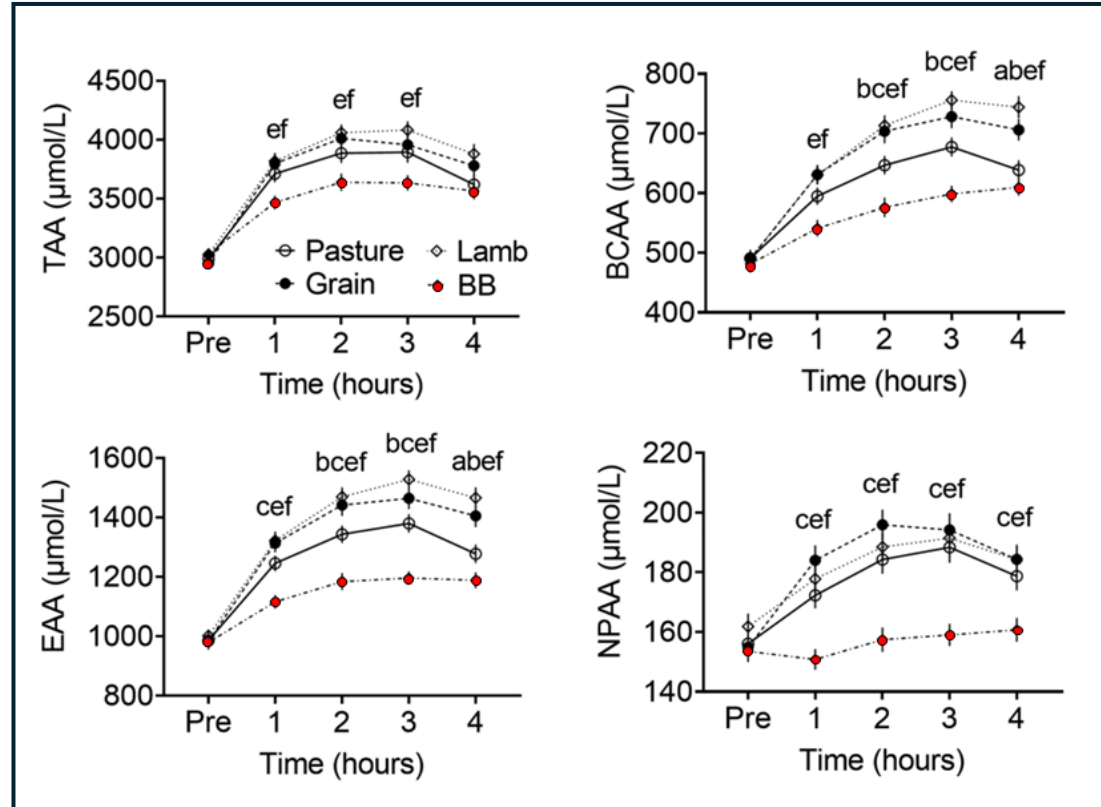 TAA (μmol/L)
4500
4000
3500
3000
2500
ef
ef
ef
Pasture
Lamb
Grain
BB
Pre 1 2 3 4
Time (hours)
BCAA (μmol/L)
800
700
600
500
400
ef
bcef
bcef
abef
Pre 1 2 3 4
Time (hours)
EAA (μmol/L)
1600
1400
1200
1000
800
cef
bcef
bcef
abef
Pre 1 2 3 4
Time (hours)
NPAA (μmol/L)
220
200
180
160
140
cef
cef
cef
cef
Pre 1 2 3 4
Time (hours)